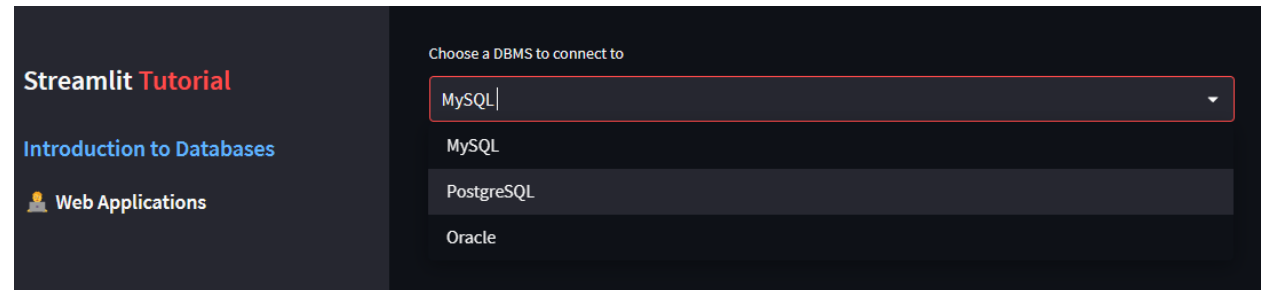 Streamlit Tutorial
Introduction to Databases
Web Applications
Choose a DBMS to connect to
MySQL
MySQL
PostgreSQL
Oracle